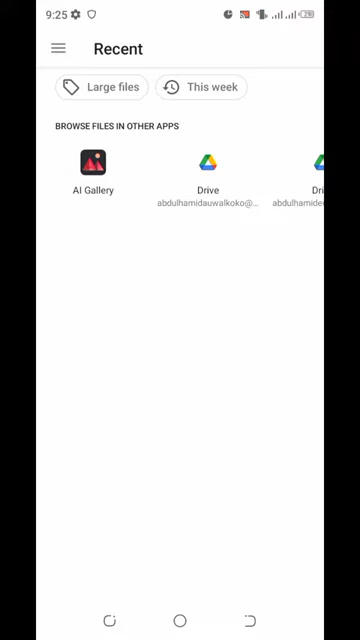 9:25
Recent
Large files
This week
BROWSE FILES IN OTHER APPS
AI Gallery
Drive
abdulhamidauwalkoko@...
Dri
abdulhamide